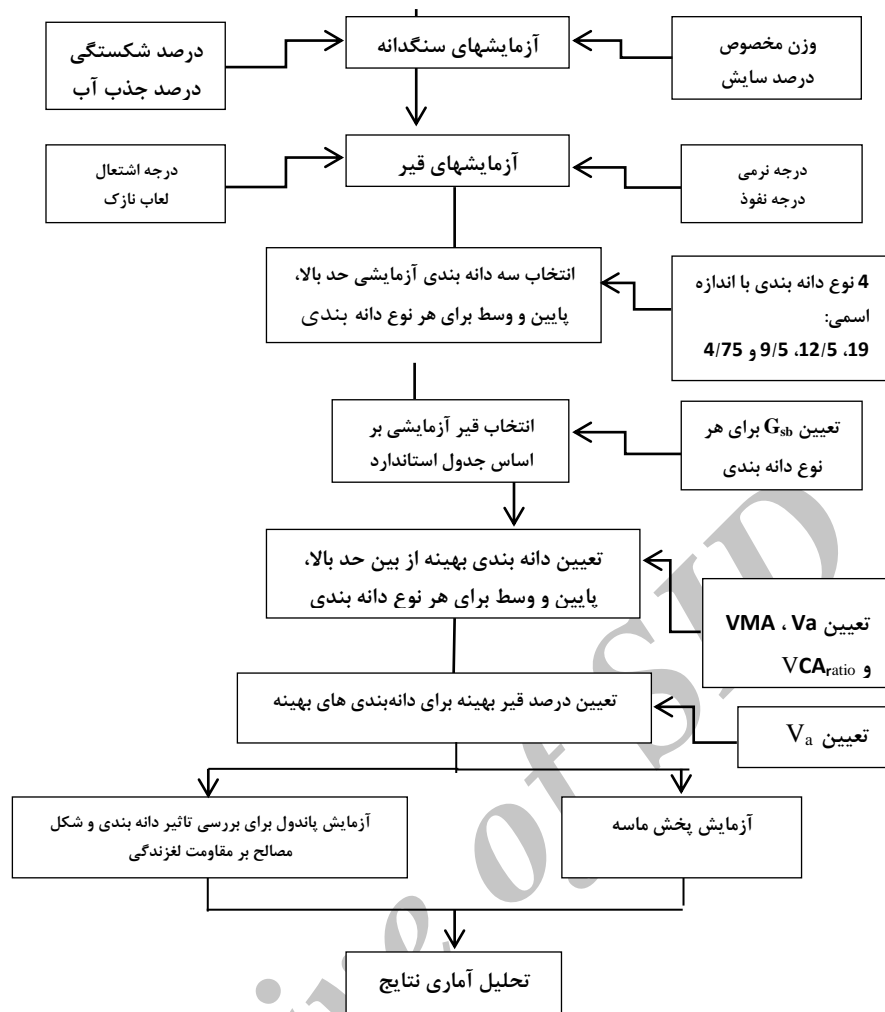 آزمایشهای سنگدانه
وزن مخصوص
درصد سایش
درصد شکستگی
درصد جذب آب
آزمایشهای قیر
درجه نرمی
درجه نفوذ
درجه اشتعال
لعاب نازک
4 نوع دانه بندی با اندازه
اسمی:
19، 12/5، 9/5 و 4/75
انتخاب سه دانه بندی آزمایشی حد بالا،
پایین و وسط برای هر نوع دانه بندی
تعیین Gsb برای هر
نوع دانه بندی
انتخاب قیر آزمایشی بر
اساس جدول استاندارد
تعیین دانه بندی بهینه از بین حد بالا،
پایین و وسط برای هر نوع دانه بندی
تعیین VMA ، Va
و VCAratio
تعیین درصد قیر بهینه برای دانه‌بندی های بهینه
تعیین Va
آزمایش پخش ماسه
آزمایش پاندول برای بررسی تاثیر دانه بندی و شکل
مصالح بر مقاومت لغزندگی
تحلیل آماری نتایج
ive of SID